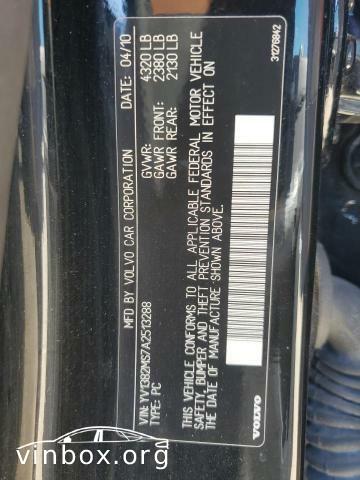 MFD BY VOLVO CAR CORPORATION DATE: 04/10
GVWR: 4320 LB
GAWR FRONT: 2380 LB
GAWR REAR: 2130 LB
VIN: YV1382MS7A2513288
TYPE: PC
THIS VEHICLE CONFORMS TO ALL APPLICABLE FEDERAL MOTOR VEHICLE
SAFETY, BUMPER AND THEFT PREVENTION STANDARDS IN EFFECT ON
THE DATE OF MANUFACTURE SHOWN ABOVE.
VOLVO
31276842
vinbox.org